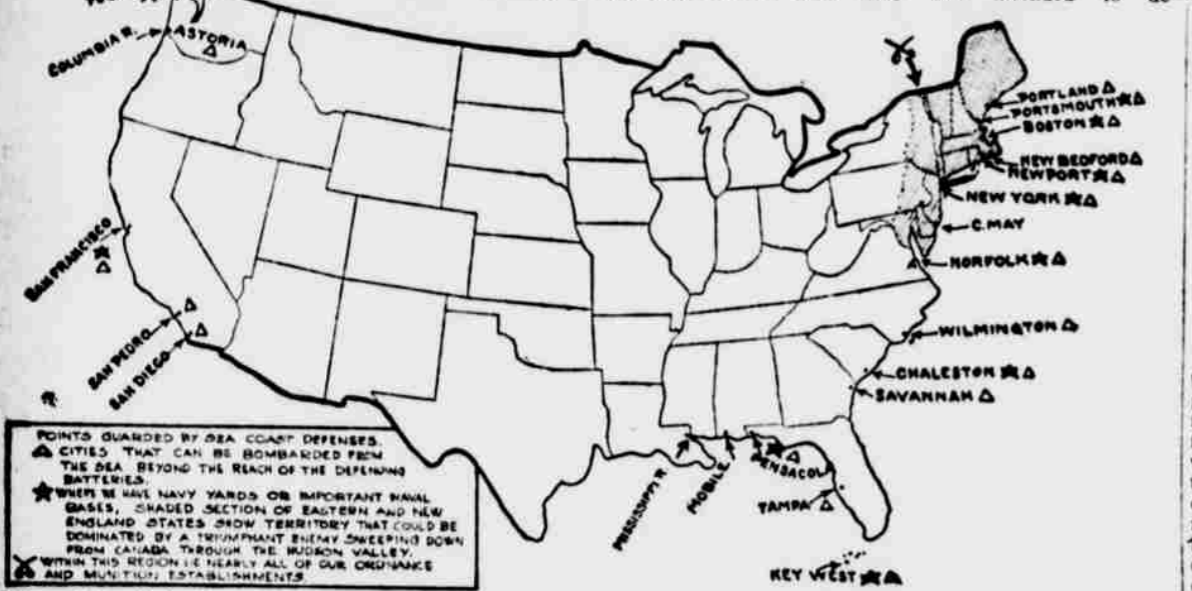 COLUMBIA R.
ASTORIA △
PORTLAND △
PORTSMOUTH ★ △
BOSTON ★ △
NEW BEDFORD △
NEWPORT ★ △
NEW YORK ★ △
C. MAY
NORFOLK ★ △
WILMINGTON △
CHALESTON ★ △
SAVANNAH △
SAN FRANCISCO
★
△
SAN PEDRO
SAN DIEGO
MISSISSIPPI R.
MOBILE
PENSACOLA
TAMPA △
KEY WEST ★ △
POINTS GUARDED BY SEA COAST DEFENSES.
△ CITIES THAT CAN BE BOMBARDED FROM
THE SEA BEYOND THE REACH OF THE DEFENDING
BATTERIES.
★ WHERE WE HAVE NAVY YARDS OR IMPORTANT NAVAL
BASES, SHADED SECTION OF EASTERN AND NEW
ENGLAND STATES SHOW TERRITORY THAT COULD BE
DOMINATED BY A TRIUMPHANT ENEMY SWEEPING DOWN
FROM CANADA THROUGH THE HUDSON VALLEY.
WITHIN THIS REGION IS NEARLY ALL OF OUR ORDNANCE
AND MUNITION ESTABLISHMENTS.